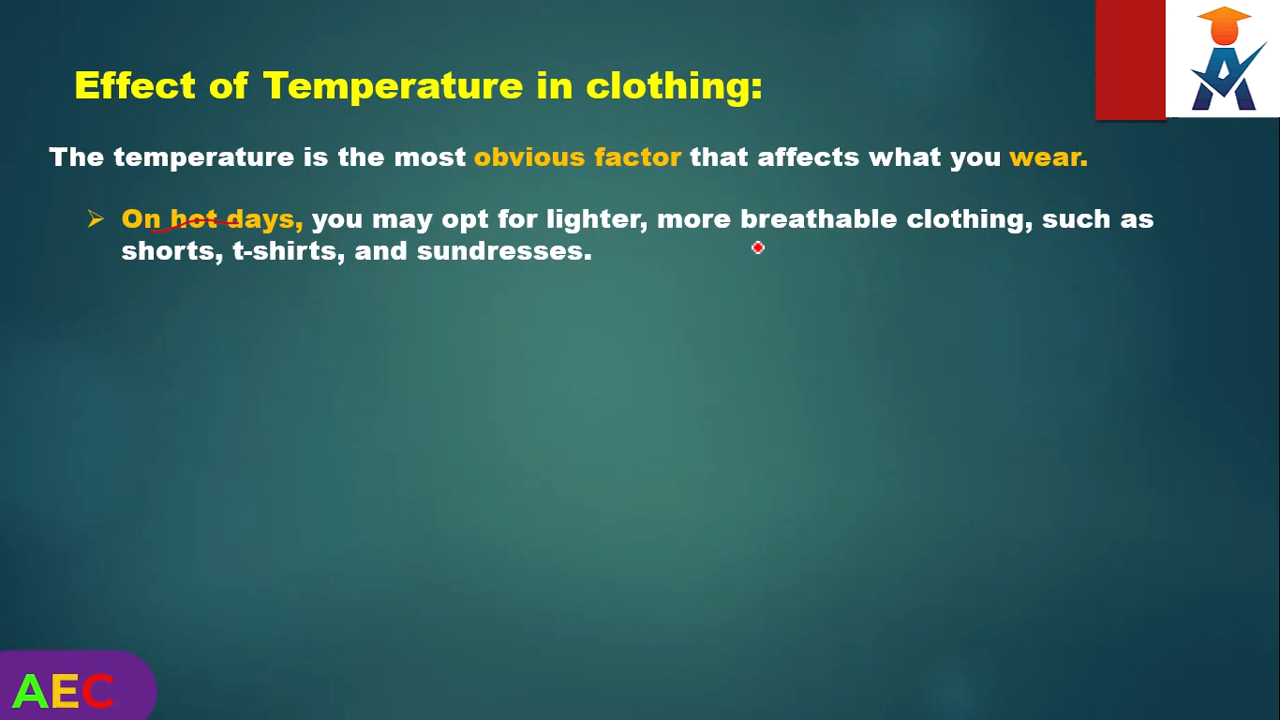 Effect of Temperature in clothing:
The temperature is the most obvious factor that affects what you wear.
On hot days, you may opt for lighter, more breathable clothing, such as
shorts, t-shirts, and sundresses.
AEC